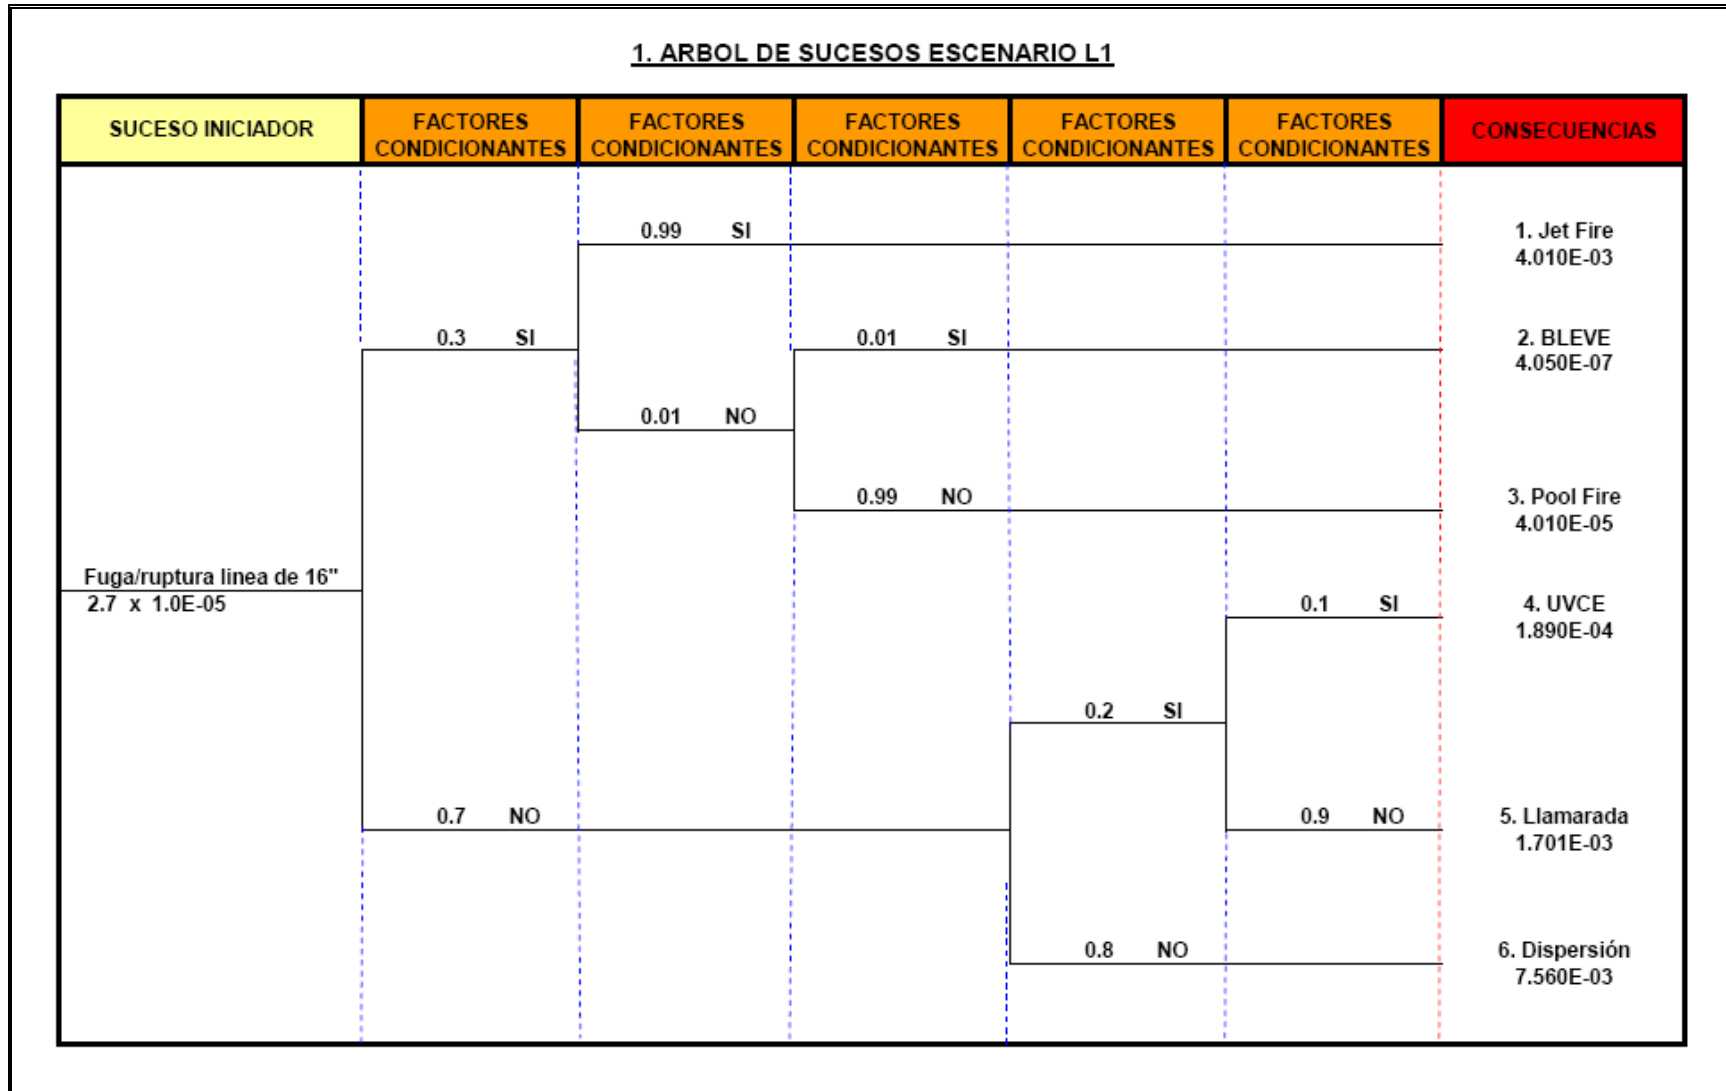 1. ARBOL DE SUCESOS ESCENARIO L1
SUCESO INICIADOR
FACTORES
CONDICIONANTES
FACTORES
CONDICIONANTES
FACTORES
CONDICIONANTES
FACTORES
CONDICIONANTES
FACTORES
CONDICIONANTES
CONSECUENCIAS
0.99 SI
1. Jet Fire
4.010E-03
0.3 SI
0.01 SI
2. BLEVE
4.050E-07
0.01 NO
0.99 NO
3. Pool Fire
4.010E-05
Fuga/ruptura linea de 16"
2.7 x 1.0E-05
0.1 SI
4. UVCE
1.890E-04
0.2 SI
0.7 NO
0.9 NO
5. Llamarada
1.701E-03
0.8 NO
6. Dispersión
7.560E-03